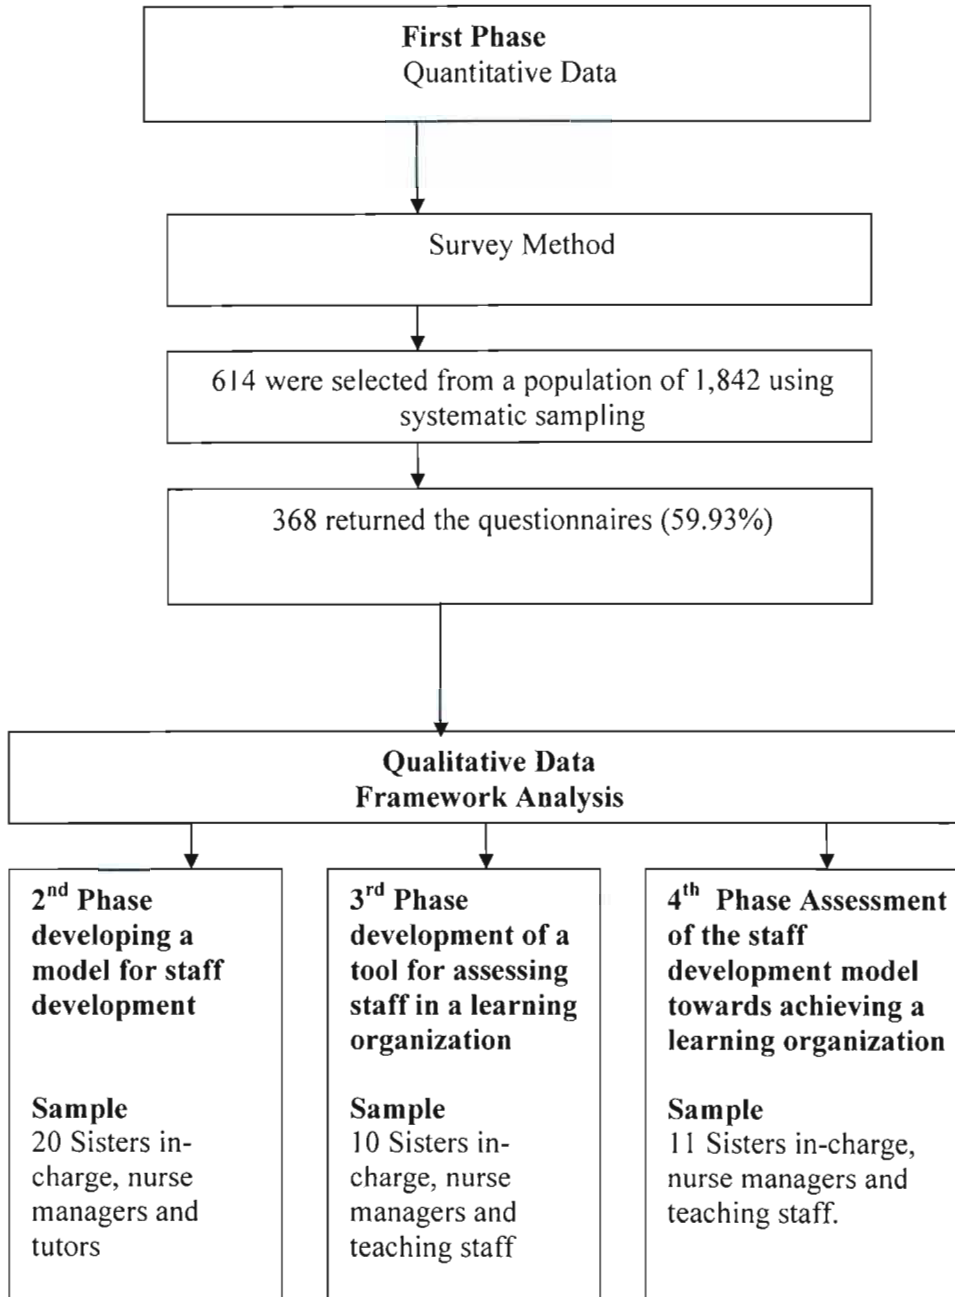 First Phase
Quantitative Data
Survey Method
614 were selected from a population of 1,842 using
systematic sampling
368 returned the questionnaires (59.93%)
Qualitative Data
Framework Analysis
2nd Phase
developing a
model for staff
development
Sample
20 Sisters in-
charge, nurse
managers and
tutors
3rd Phase
development of a
tool for assessing
staff in a learning
organization
Sample
10 Sisters in-
charge, nurse
managers and
teaching staff
4th Phase Assessment
of the staff
development model
towards achieving a
learning organization
Sample
11 Sisters in-charge,
nurse managers and
teaching staff.